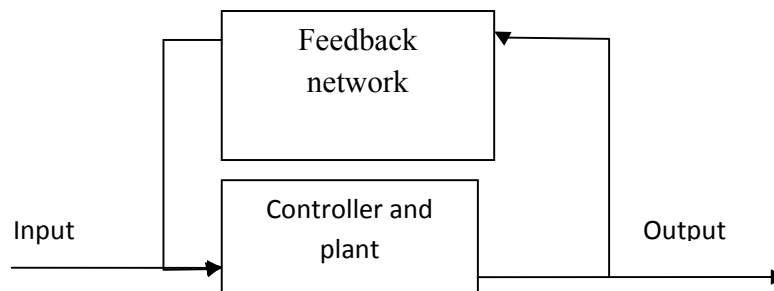 Feedback
network
Controller and
plant
Input
Output